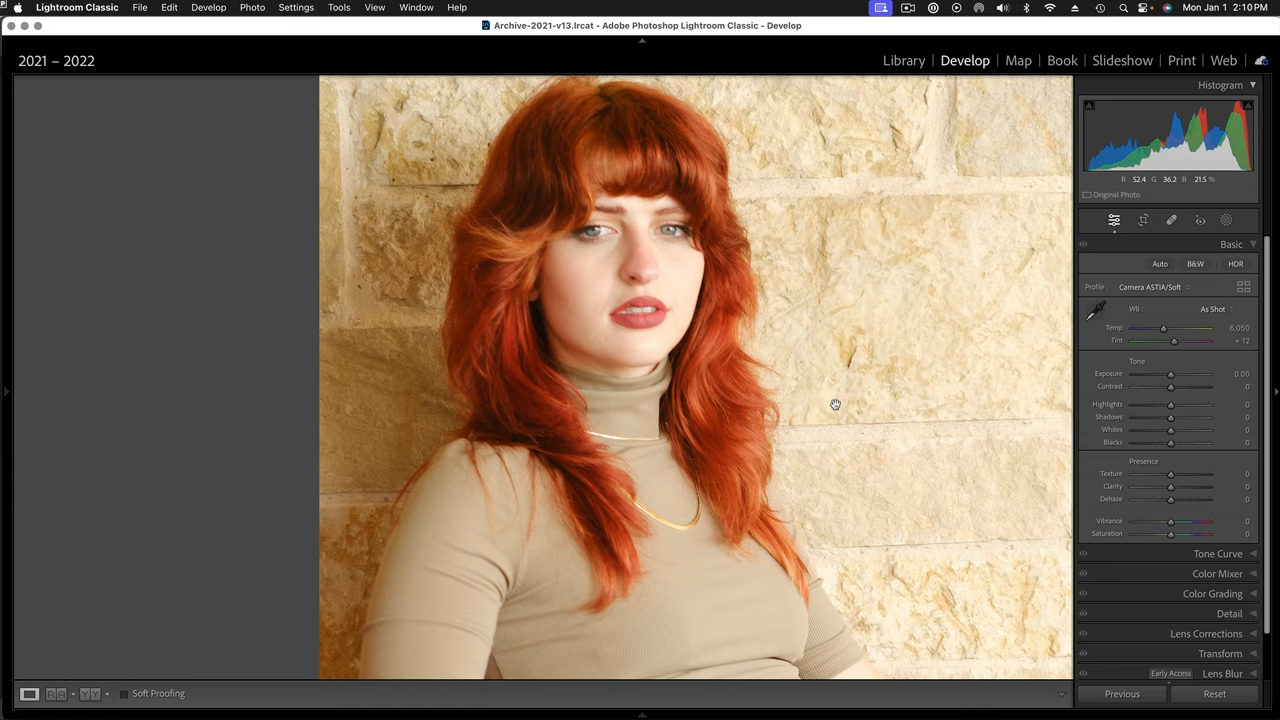 Lightroom Classic File Edit Develop Photo Settings Tools View Window Help Mon Jan 1 2:10 PM
Archive-2021-v13.lrcat - Adobe Photoshop Lightroom Classic - Develop
2021 – 2022 Library | Develop | Map | Book | Slideshow | Print | Web
Histogram
R 52.4 G 36.2 B 21.5 %
Original Photo
Basic
Auto B&W HDR
Profile : Camera ASTIA/Soft
WB : As Shot
Temp 6,050
Tint + 12
Tone
Exposure 0.00
Contrast 0
Highlights 0
Shadows 0
Whites 0
Blacks 0
Presence
Texture 0
Clarity 0
Dehaze 0
Vibrance 0
Saturation 0
Tone Curve
Color Mixer
Color Grading
Detail
Lens Corrections
Transform
Early Access Lens Blur
Soft Proofing Previous Reset